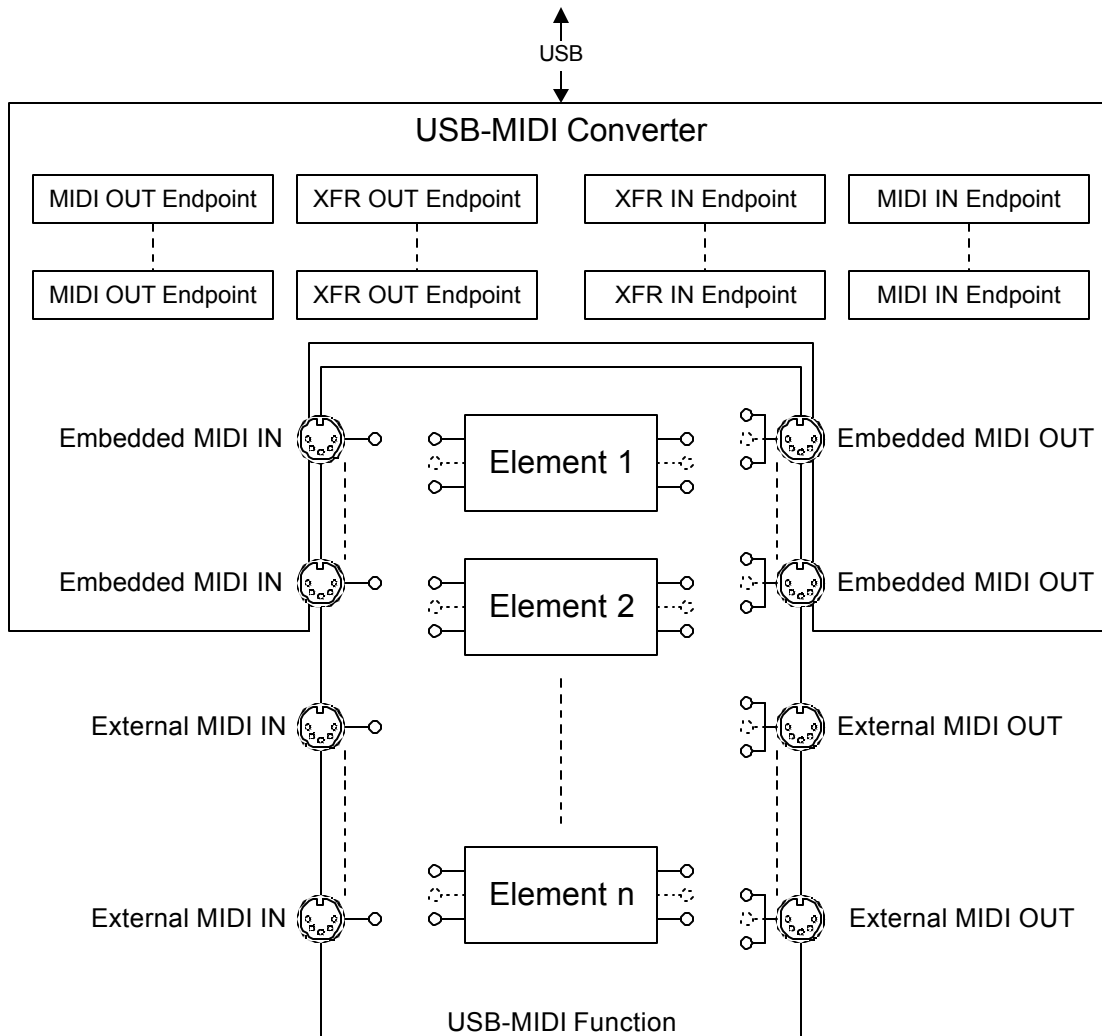 USB
USB-MIDI Converter
MIDI OUT Endpoint
XFR OUT Endpoint
XFR IN Endpoint
MIDI IN Endpoint
MIDI OUT Endpoint
XFR OUT Endpoint
XFR IN Endpoint
MIDI IN Endpoint
Embedded MIDI IN
Element 1
Embedded MIDI OUT
Embedded MIDI IN
Element 2
Embedded MIDI OUT
External MIDI IN
External MIDI OUT
External MIDI IN
Element n
External MIDI OUT
USB-MIDI Function